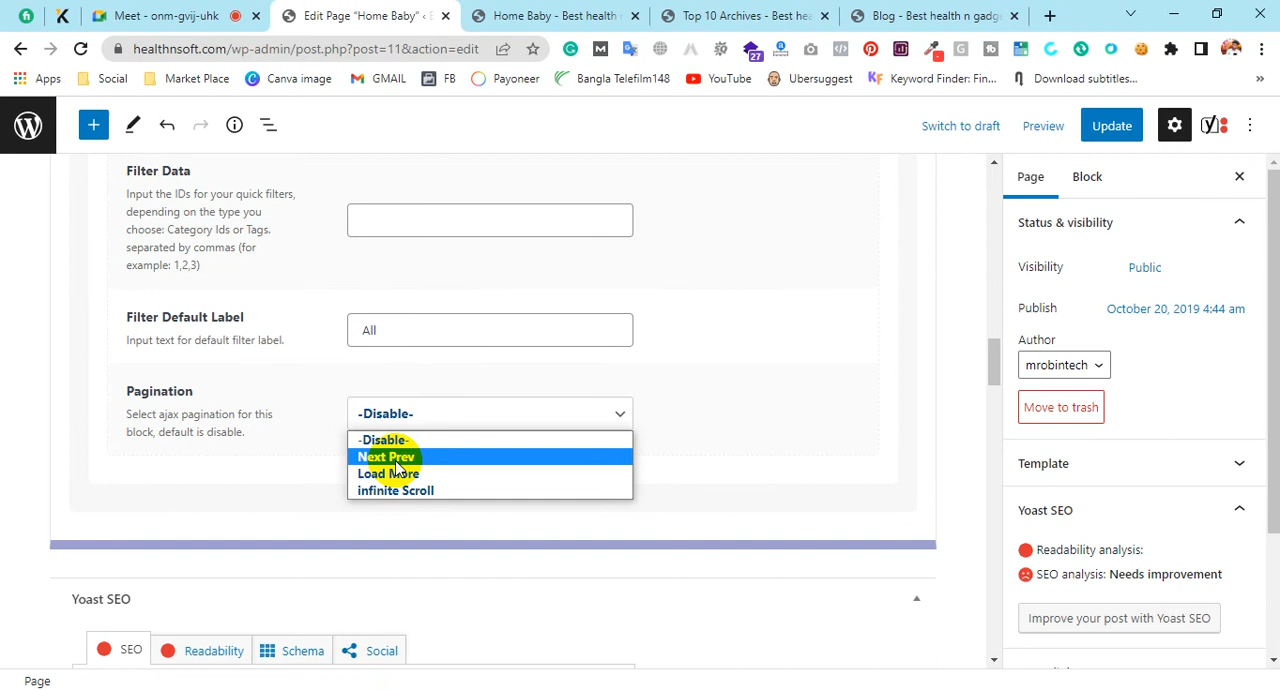 Meet - onm-gvij-uhk
Edit Page "Home Baby" - B
Home Baby - Best health n
Top 10 Archives - Best hea
Blog - Best health n gadge
healthnsoft.com/wp-admin/post.php?post=11&action=edit
27
Apps
Social
Market Place
Canva image
GMAIL
FB
Payoneer
Bangla Telefilm148
YouTube
Ubersuggest
Keyword Finder: Fin...
Download subtitles...
»
Switch to draft
Preview
Update
Filter Data
Input the IDs for your quick filters,
depending on the type you
choose: Category Ids or Tags.
separated by commas (for
example: 1,2,3)
Filter Default Label
Input text for default filter label.
All
Pagination
Select ajax pagination for this
block, default is disable.
-Disable-
-Disable-
Next Prev
Load More
infinite Scroll
Yoast SEO
SEO
Readability
Schema
Social
Page
Page
Block
Status & visibility
Visibility
Public
Publish
October 20, 2019 4:44 am
Author
mrobintech
Move to trash
Template
Yoast SEO
Readability analysis:
SEO analysis: Needs improvement
Improve your post with Yoast SEO